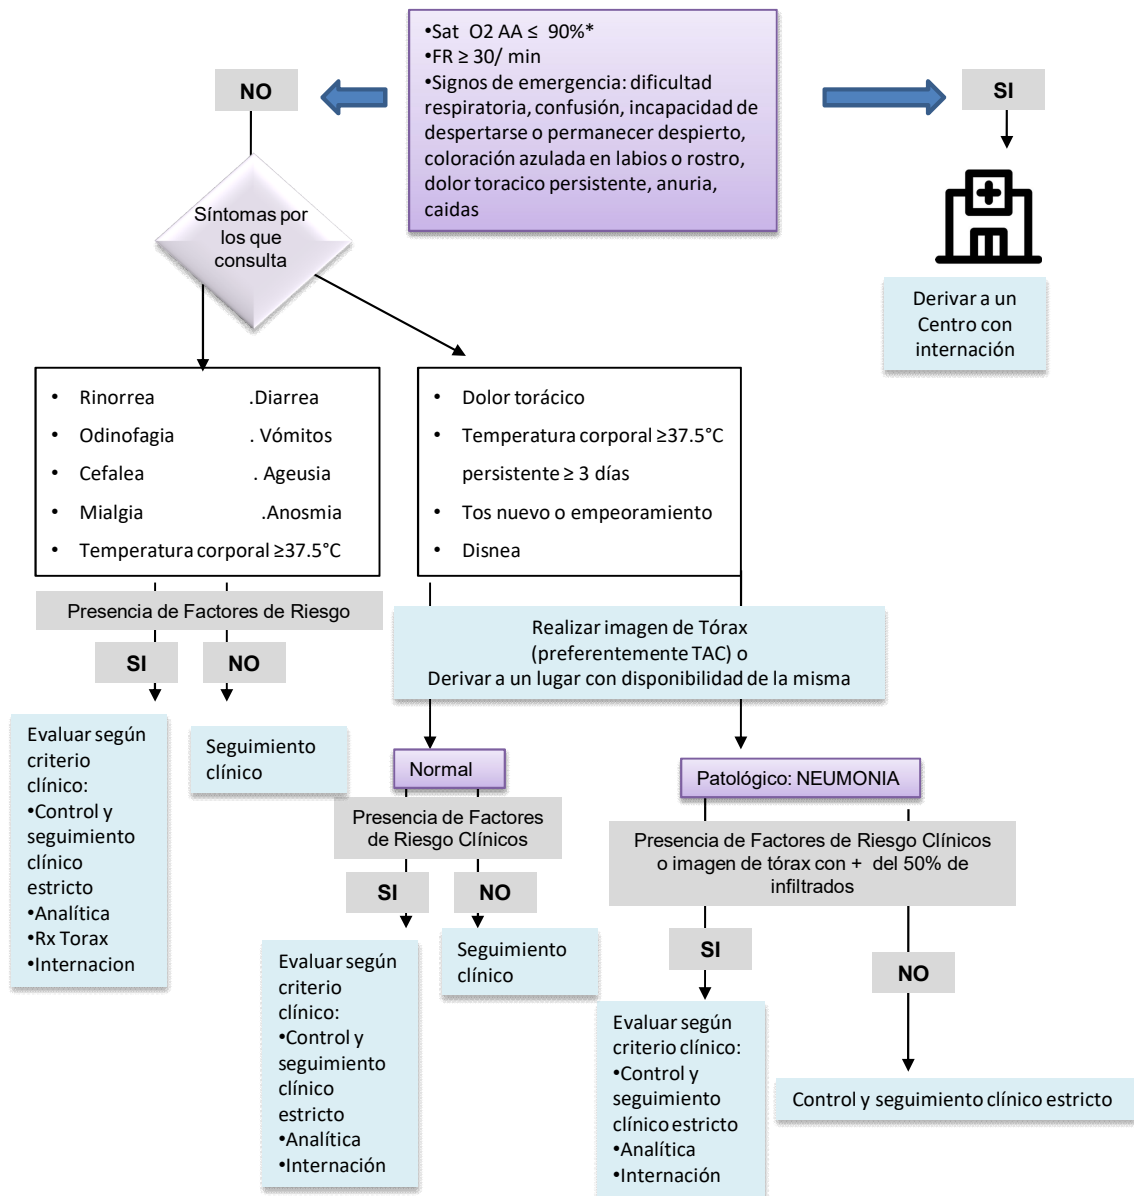 •Sat O2 AA ≤ 90%*
•FR ≥ 30/ min
•Signos de emergencia: dificultad
respiratoria, confusión, incapacidad de
despertarse o permanecer despierto,
coloración azulada en labios o rostro,
dolor toracico persistente, anuria,
caidas
NO
SI
Síntomas por
los que
consulta
Derivar a un
Centro con
internación
• Rinorrea .Diarrea
• Odinofagia . Vómitos
• Cefalea . Ageusia
• Mialgia .Anosmia
• Temperatura corporal ≥37.5°C
• Dolor torácico
• Temperatura corporal ≥37.5°C
persistente ≥ 3 días
• Tos nuevo o empeoramiento
• Disnea
Presencia de Factores de Riesgo
SI
NO
Realizar imagen de Tórax
(preferentemente TAC) o
Derivar a un lugar con disponibilidad de la misma
Evaluar según
criterio
clínico:
•Control y
seguimiento
clínico
estricto
•Analítica
•Rx Torax
•Internacion
Seguimiento
clínico
Normal
Presencia de Factores
de Riesgo Clínicos
SI
NO
Evaluar según
criterio
clínico:
•Control y
seguimiento
clínico
estricto
•Analítica
•Internación
Seguimiento
clínico
Patológico: NEUMONIA
Presencia de Factores de Riesgo Clínicos
o imagen de tórax con + del 50% de
infiltrados
SI
NO
Evaluar según
criterio clínico:
•Control y
seguimiento
clínico estricto
•Analítica
•Internación
Control y seguimiento clínico estricto